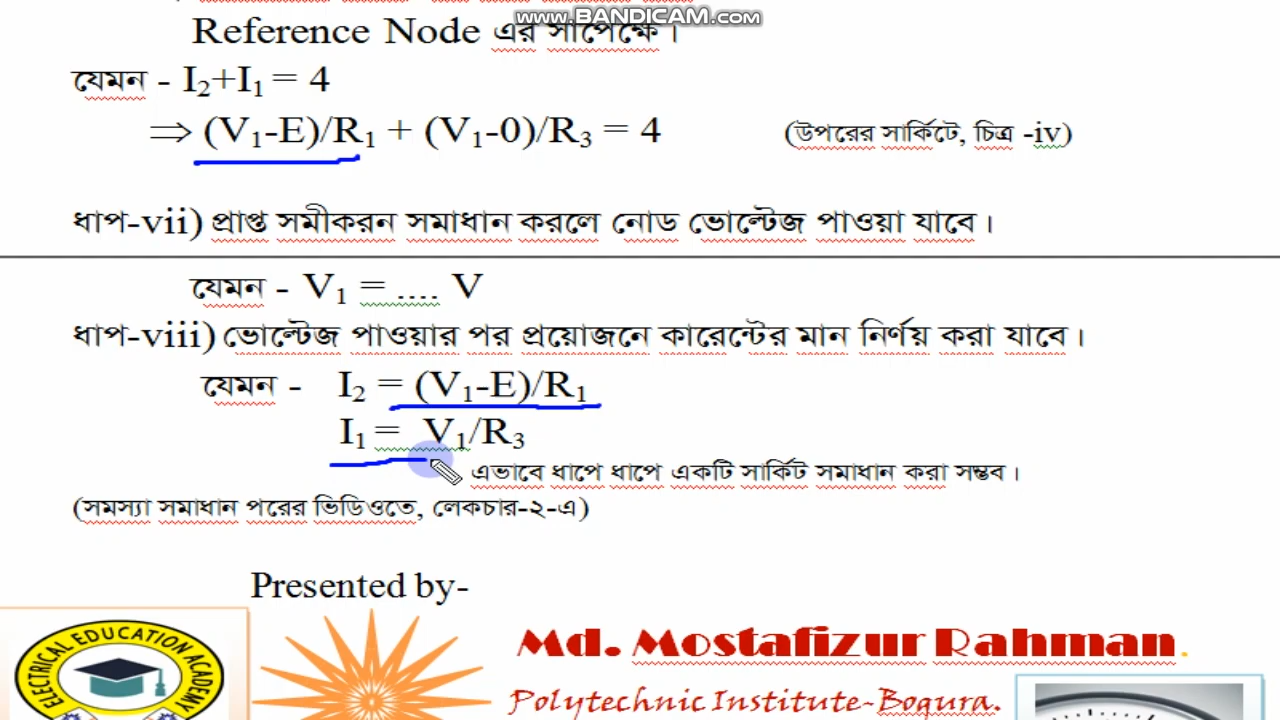 www.BANDICAM.com
Reference Node এর সাপেক্ষে।
যেমন - I₂+I₁ = 4
⇒ (V₁-E)/R₁ + (V₁-0)/R₃ = 4 (উপরের সার্কিটে, চিত্র -iv)
ধাপ-vii) প্রাপ্ত সমীকরন সমাধান করলে নোড ভোল্টেজ পাওয়া যাবে।
যেমন - V₁ = .... V
ধাপ-viii) ভোল্টেজ পাওয়ার পর প্রয়োজনে কারেন্টের মান নির্ণয় করা যাবে।
যেমন - I₂ = (V₁-E)/R₁
I₁ = V₁/R₃
এভাবে ধাপে ধাপে একটি সার্কিট সমাধান করা সম্ভব।
(সমস্যা সমাধান পরের ভিডিওতে, লেকচার-২-এ)
Presented by-
Md. Mostafizur Rahman.
Polytechnic Institute-Bogura.
ELECTRICAL EDUCATION ACADEMY